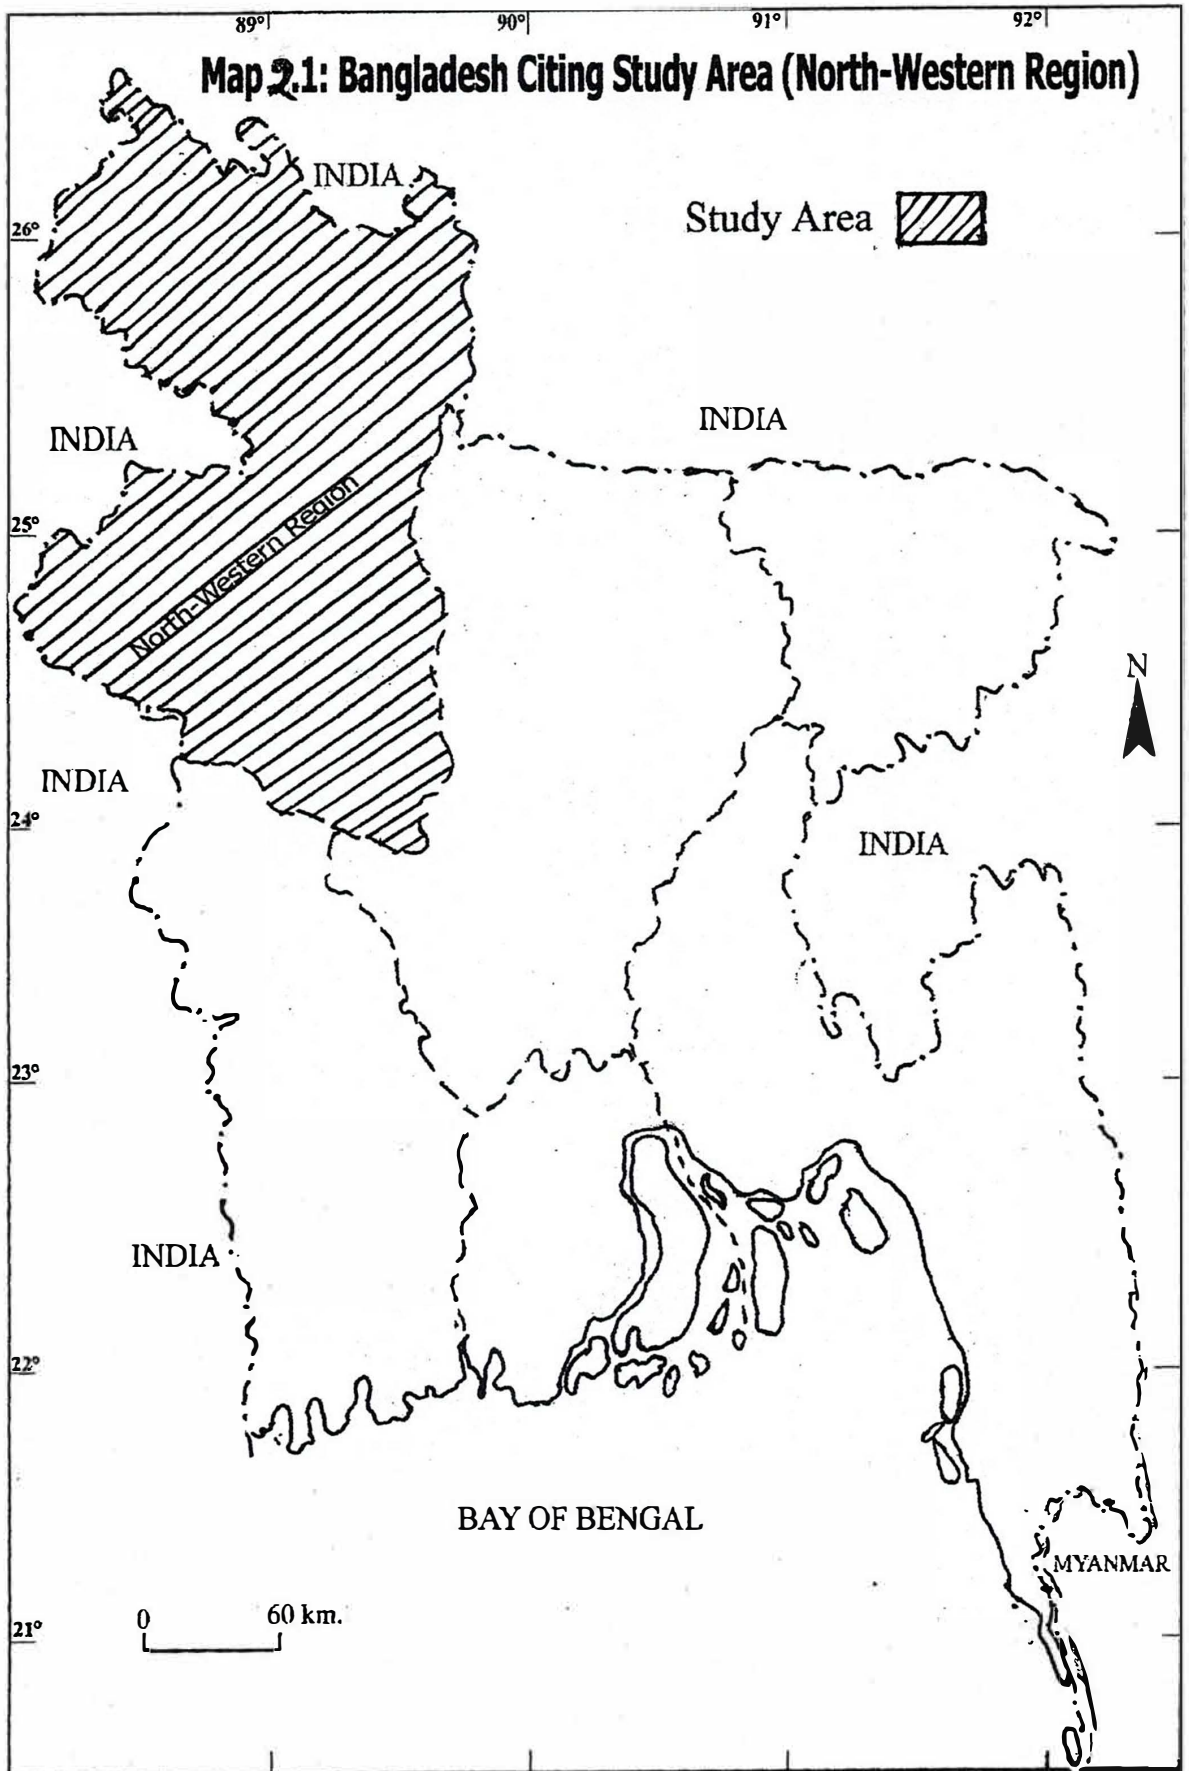 89° 90° 91° 92°
Map 2.1: Bangladesh Citing Study Area (North-Western Region)
INDIA
Study Area
26°
INDIA
INDIA
25°
North-Western Region
N
INDIA
24°
INDIA
23°
INDIA
22°
BAY OF BENGAL
MYANMAR
0 60 km.
21°